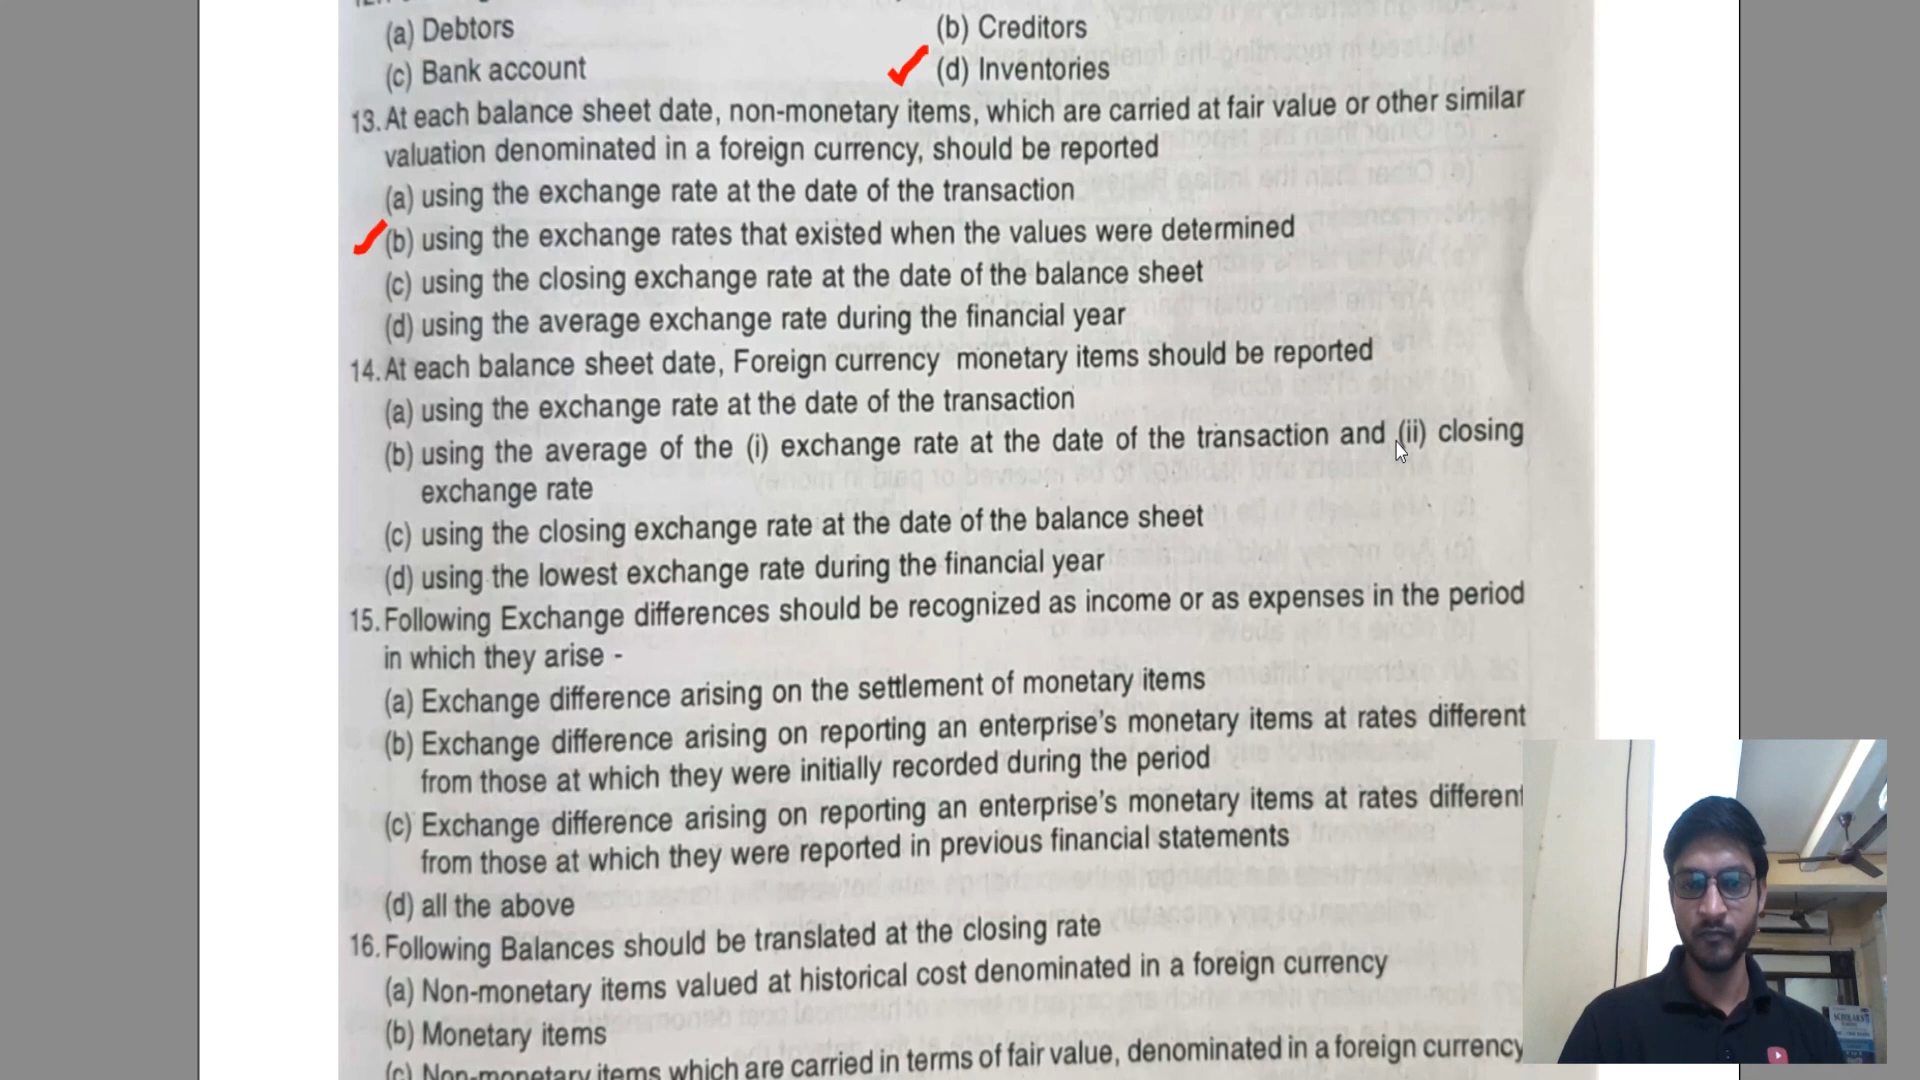 (a) Debtors (b) Creditors
(c) Bank account (d) Inventories
13. At each balance sheet date, non-monetary items, which are carried at fair value or other similar
valuation denominated in a foreign currency, should be reported
(a) using the exchange rate at the date of the transaction
(b) using the exchange rates that existed when the values were determined
(c) using the closing exchange rate at the date of the balance sheet
(d) using the average exchange rate during the financial year
14. At each balance sheet date, Foreign currency monetary items should be reported
(a) using the exchange rate at the date of the transaction
(b) using the average of the (i) exchange rate at the date of the transaction and (ii) closing
exchange rate
(c) using the closing exchange rate at the date of the balance sheet
(d) using the lowest exchange rate during the financial year
15. Following Exchange differences should be recognized as income or as expenses in the period
in which they arise -
(a) Exchange difference arising on the settlement of monetary items
(b) Exchange difference arising on reporting an enterprise's monetary items at rates different
from those at which they were initially recorded during the period
(c) Exchange difference arising on reporting an enterprise's monetary items at rates different
from those at which they were reported in previous financial statements
(d) all the above
16. Following Balances should be translated at the closing rate
(a) Non-monetary items valued at historical cost denominated in a foreign currency
(b) Monetary items
(c) Non-monetary items which are carried in terms of fair value, denominated in a foreign currency